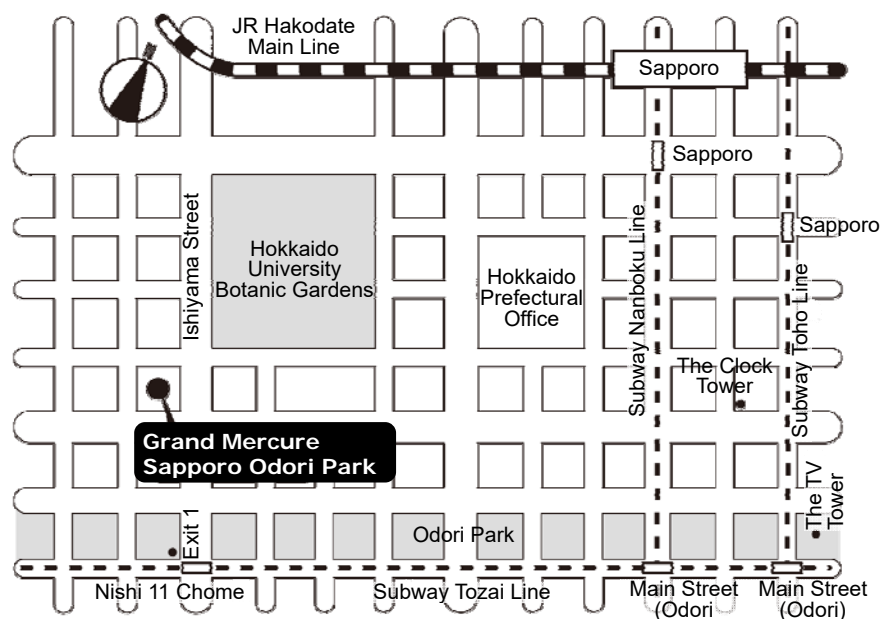 JR Hakodate
Main Line
Sapporo
Sapporo
Sapporo
Ishiyama Street
Hokkaido
University
Botanic Gardens
Hokkaido
Prefectural
Office
Subway Nanboku Line
Subway Toho Line
The Clock
Tower
Grand Mercure
Sapporo Odori Park
The TV
Tower
Exit 1
Odori Park
Nishi 11 Chome
Subway Tozai Line
Main Street
(Odori
Main Street
(Odori)